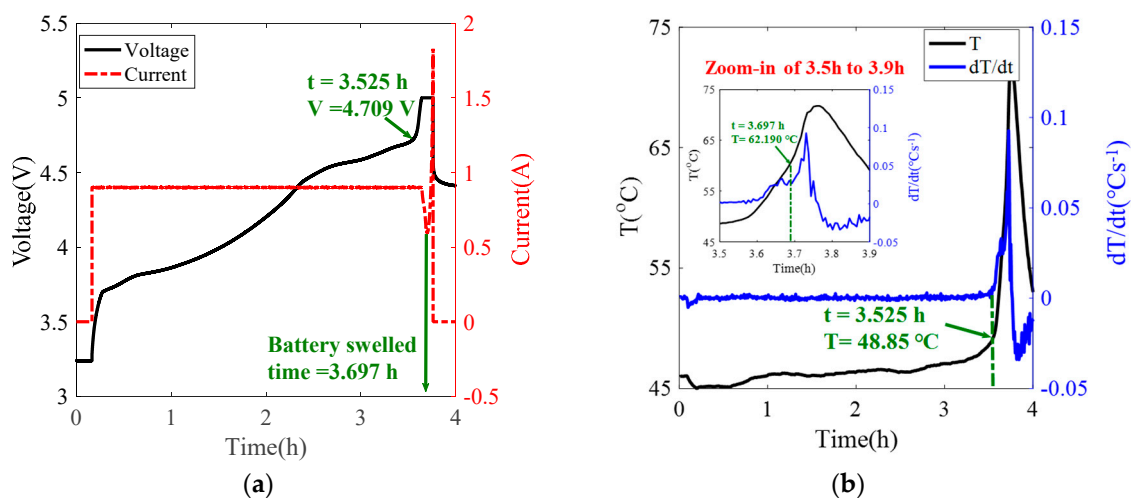 Voltage
Current
t = 3.525 h
V =4.709 V
Battery swelled
time =3.697 h
5.5
5
4.5
4
3.5
3
2
1.5
1
0.5
0
-0.5
0 1 2 3 4
Voltage(V)
Current(A)
Time(h)
(a)
T
dT/dt
Zoom-in of 3.5h to 3.9h
t = 3.697 h
T= 62.190 °C
75
65
55
45
0.15
0.1
0.05
0
-0.05
3.5 3.6 3.7 3.8 3.9
T(°C)
dT/dt(°Cs-1)
Time(h)
t = 3.525 h
T= 48.85 °C
75
65
55
45
0.15
0.1
0.05
0
-0.05
0 1 2 3 4
T(°C)
dT/dt(°Cs-1)
Time(h)
(b)